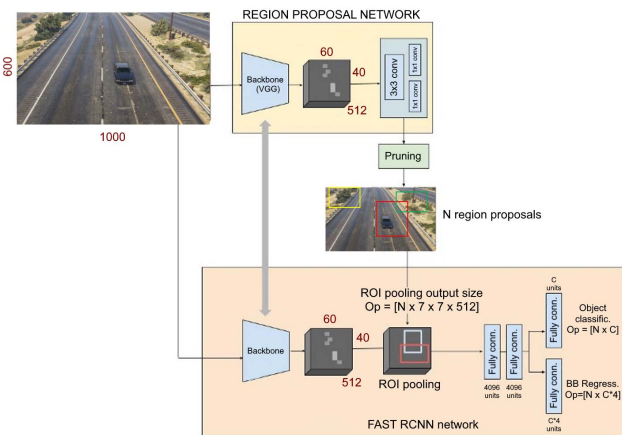 REGION PROPOSAL NETWORK
600
1000
Backbone
(VGG)
60
40
512
3x3 conv
1x1 conv
1x1 conv
Pruning
N region proposals
ROI pooling output size
Op = [N x 7 x 7 x 512]
Backbone
60
40
512
ROI pooling
Fully conn.
4096
units
Fully conn.
4096
units
C
units
Fully conn.
Object
classific.
Op = [N x C]
Fully conn.
C*4
units
BB Regress.
Op=[N x C*4]
FAST RCNN network